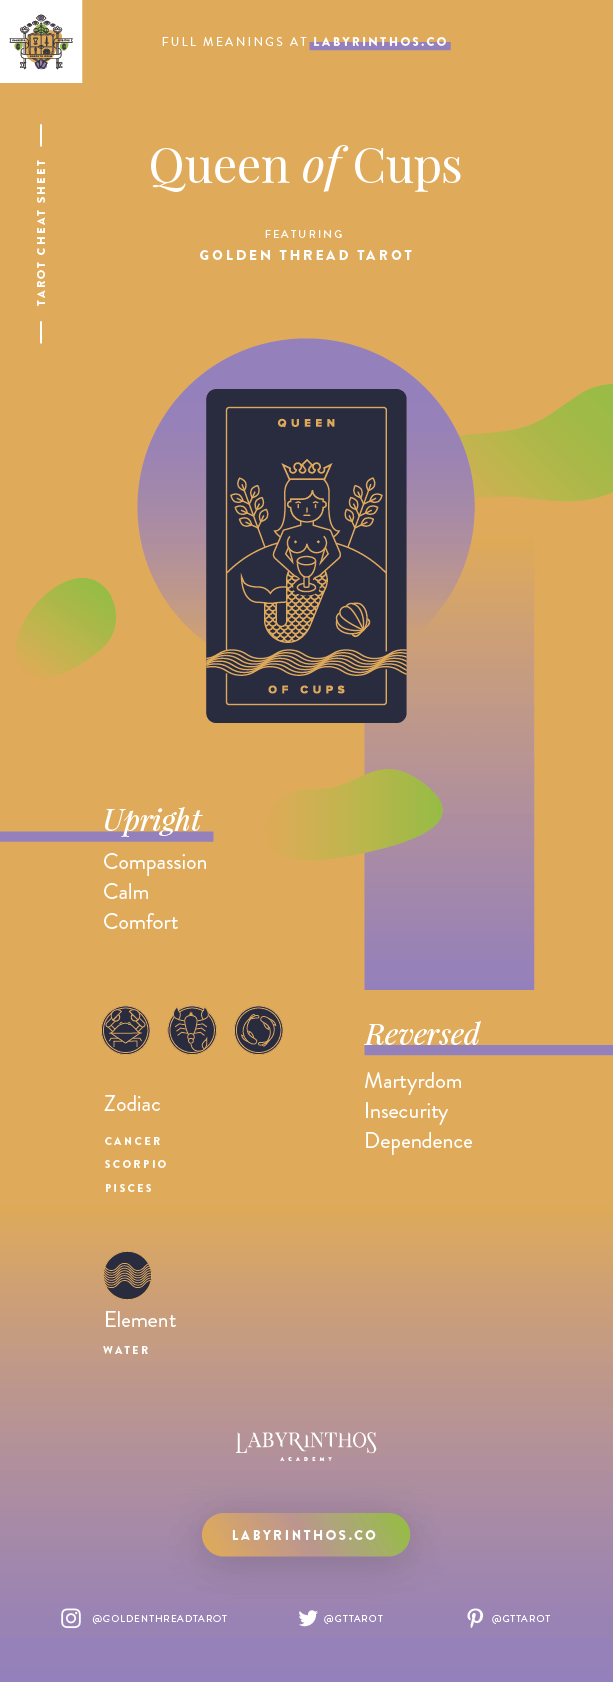 FULL MEANINGS AT LABYRINTHOS.CO
TAROT CHEAT SHEET
Queen of Cups
FEATURING
GOLDEN THREAD TAROT
QUEEN
OF CUPS
Upright
Compassion
Calm
Comfort
Reversed
Martyrdom
Insecurity
Dependence
Zodiac
CANCER
SCORPIO
PISCES
Element
WATER
LABYRINTHOS
ACADEMY
LABYRINTHOS.CO
@GOLDENTHREADTAROT
@GTTAROT
@GTTAROT